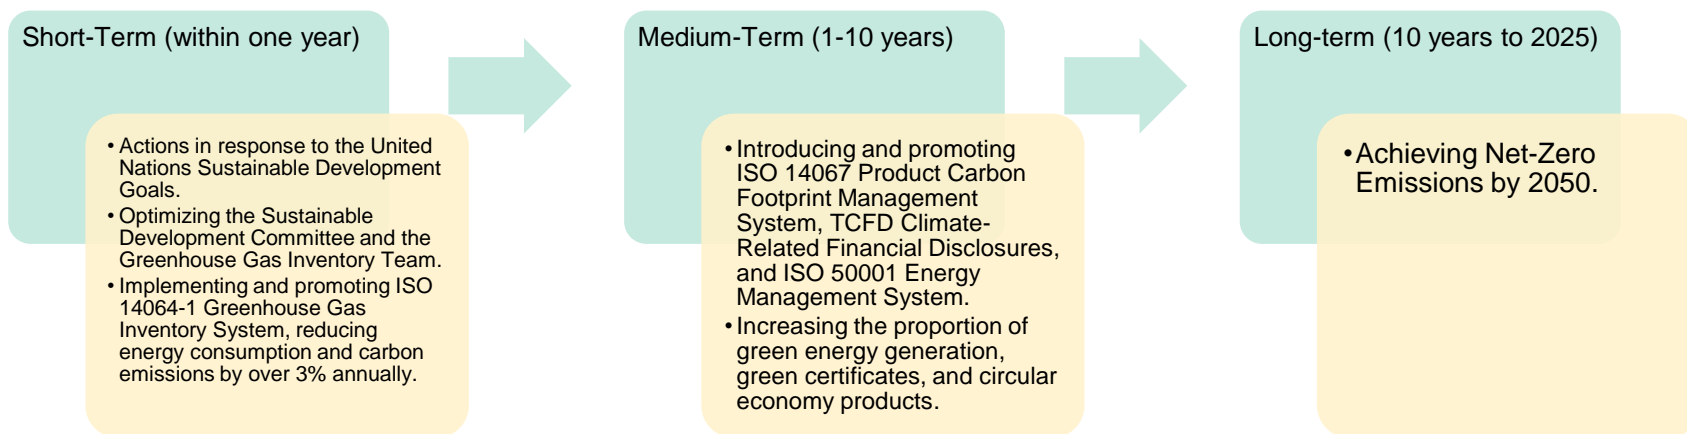 Short-Term (within one year)
• Actions in response to the United
Nations Sustainable Development
Goals.
• Optimizing the Sustainable
Development Committee and the
Greenhouse Gas Inventory Team.
• Implementing and promoting ISO
14064-1 Greenhouse Gas
Inventory System, reducing
energy consumption and carbon
emissions by over 3% annually.
Medium-Term (1-10 years)
• Introducing and promoting
ISO 14067 Product Carbon
Footprint Management
System, TCFD Climate-
Related Financial Disclosures,
and ISO 50001 Energy
Management System.
• Increasing the proportion of
green energy generation,
green certificates, and circular
economy products.
Long-term (10 years to 2025)
• Achieving Net-Zero
Emissions by 2050.